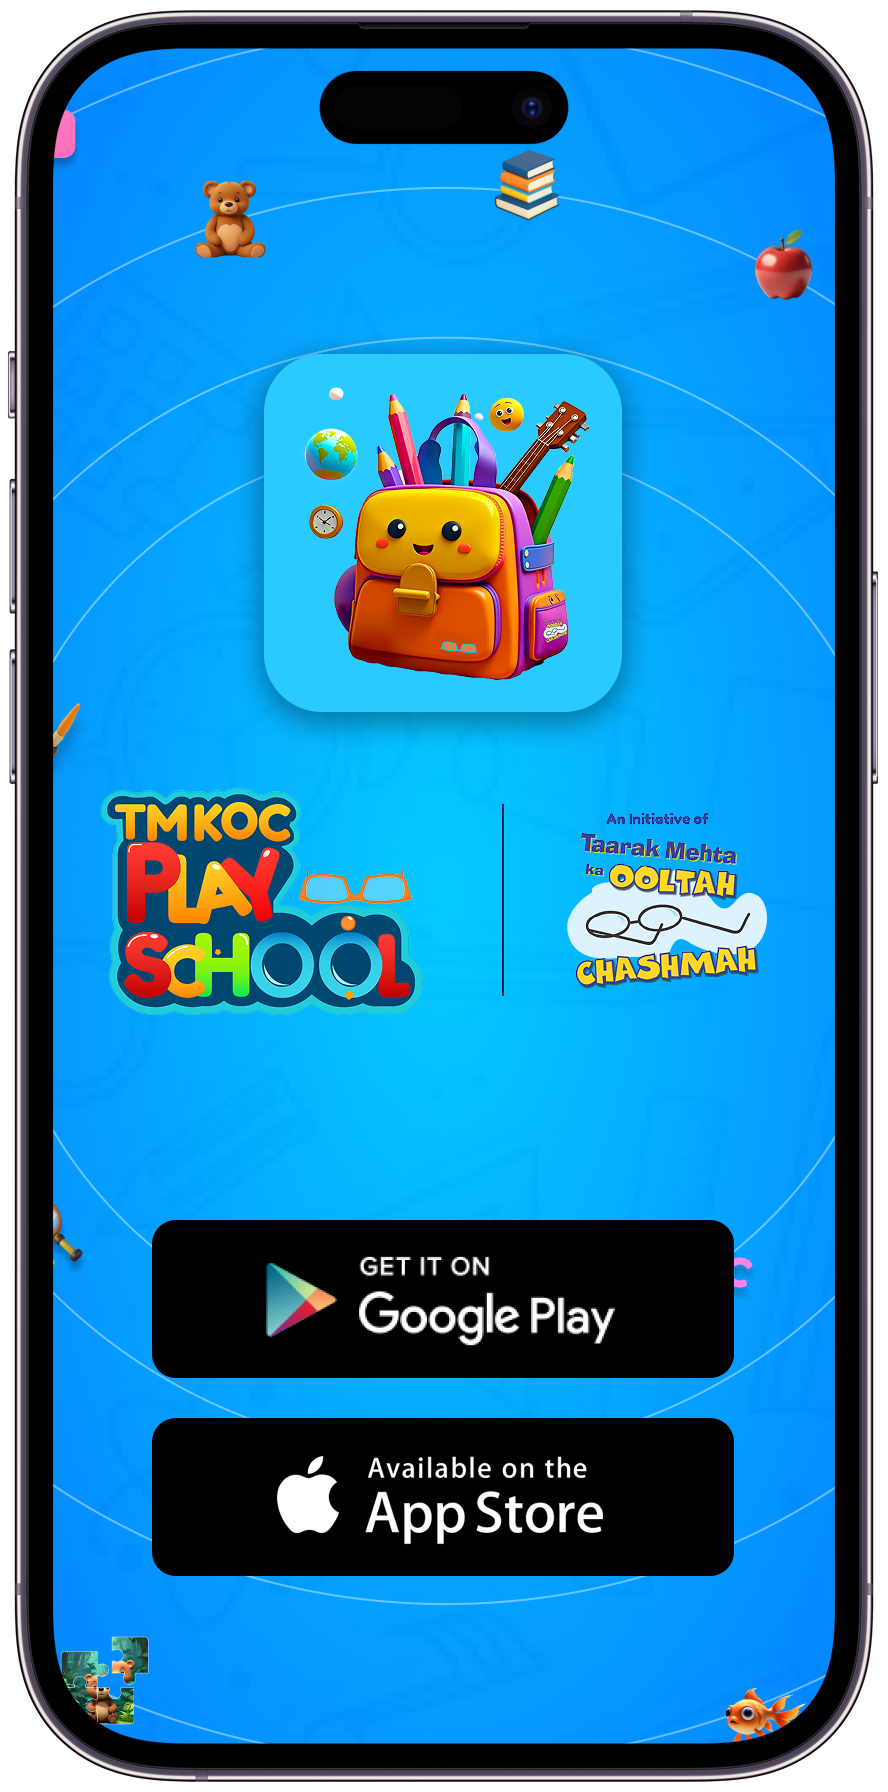 TMKOC
PLAY
SCHOOL
An Initiative of
Taarak Mehta
ka OOLTAH
CHASHMAH
GET IT ON
Google Play
Available on the
App Store